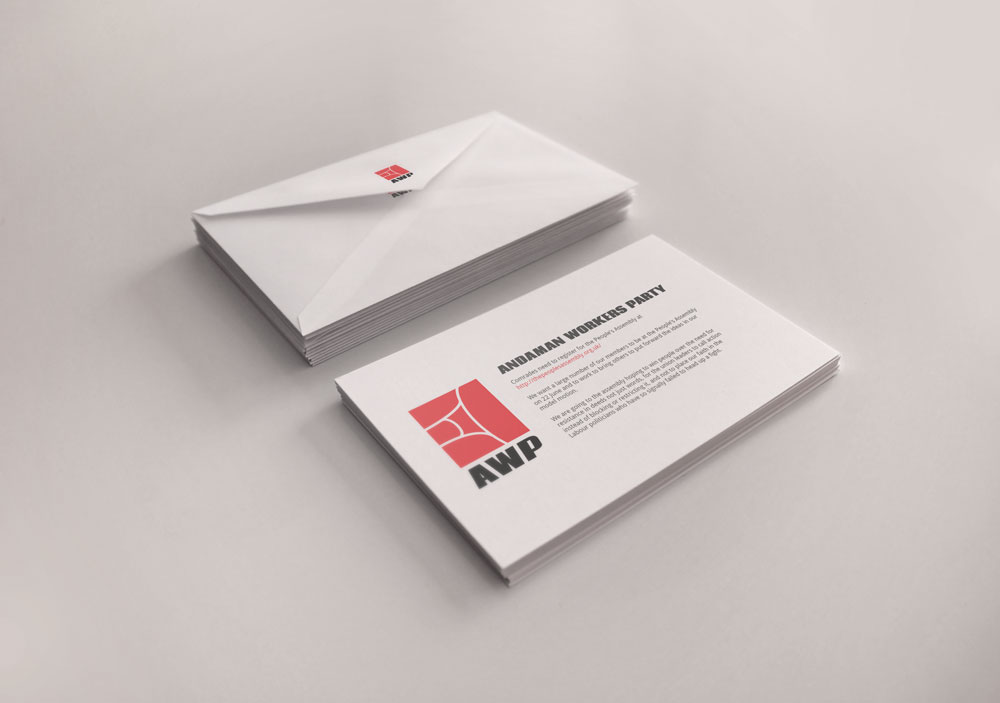 AWP
AWP
ANDAMAN WORKERS PARTY
Comrades need to register for the People's Assembly at
http://thepeoplesassembly.org.uk/
We want a large number of our members to be at the People's Assembly
on 22 June and to work to bring others to put forward the ideas in our
model motion.
We are going to the assembly hoping to win people over the need for
resistance in deeds not just words, for the union leaders to call action
instead of blocking or restricting it, and not to place our faith in the
Labour politicians who have so signally failed to head up a fight.
AWP